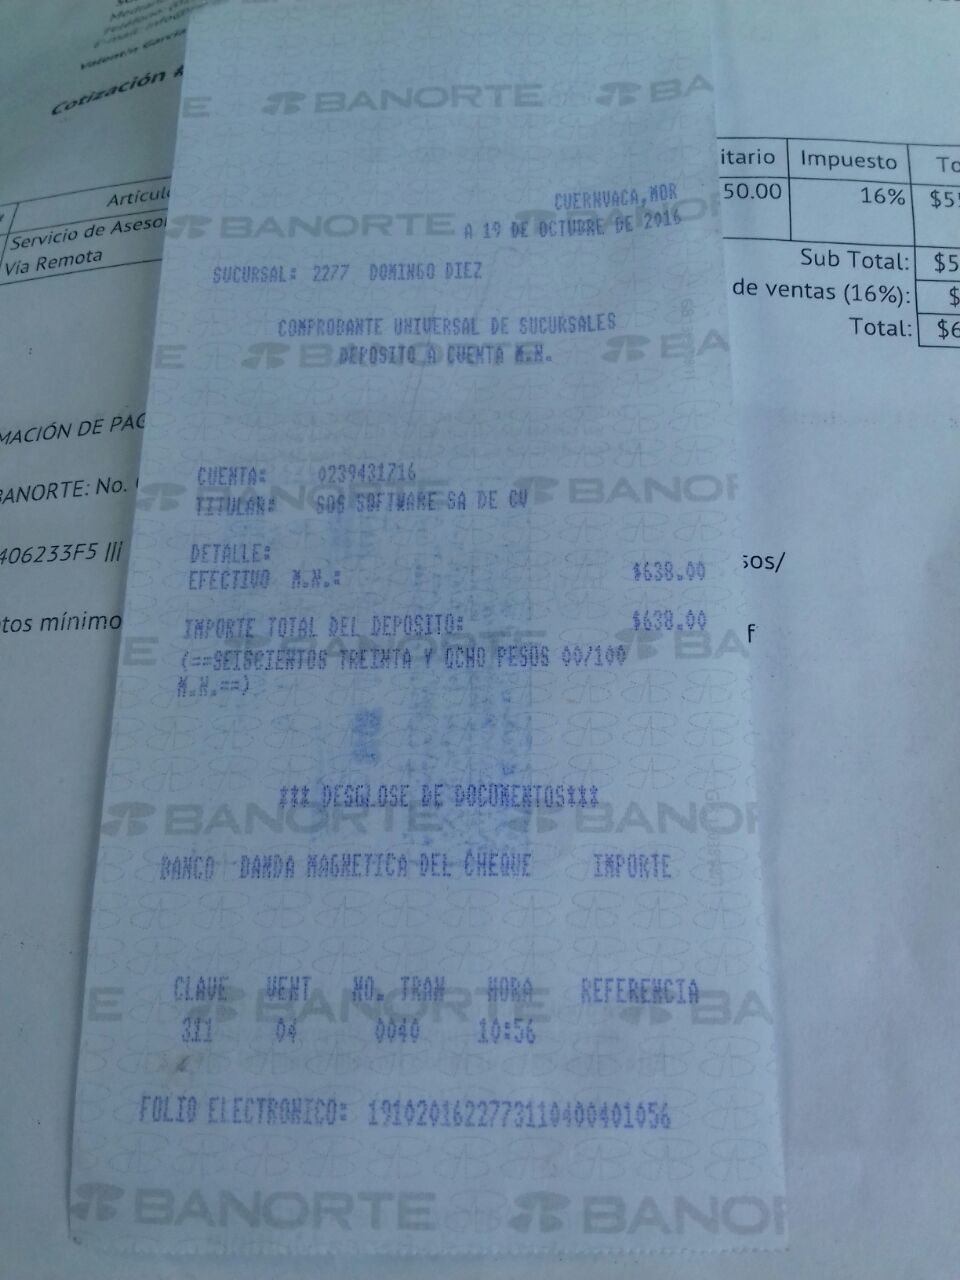 Cotización
Artícul
Servicio de Aseso
Via Remota
itario Impuesto To
50.00 16% $5
Sub Total: $5
de ventas (16%): $
Total: $6
MACIÓN DE PAG
BANORTE: No.
406233F5
tos mínimo
sos/
f
BANORTE
CUERNVACA,MOR
A 19 DE OCTUBRE DE 2016
SUCURSAL: 2277 DOMINGO DIEZ
COMPROBANTE UNIVERSAL DE SUCURSALES
DEPOSITO A CUENTA M.N.
CUENTA: 0239431716
TITULAR: SOS SOFTWARE SA DE CV
DETALLE:
EFECTIVO M.N.: $638.00
IMPORTE TOTAL DEL DEPOSITO: $638.00
(==SEISCIENTOS TREINTA Y OCHO PESOS 00/100
M.N.==)
*** DESGLOSE DE DOCUMENTOS***
BANCO BANDA MAGNETICA DEL CHEQUE IMPORTE
CLAVE VENT NO. TRAN HORA REFERENCIA
311 04 0040 10:56
FOLIO ELECTRONICO: 1910201622773110400401056
BANORTE